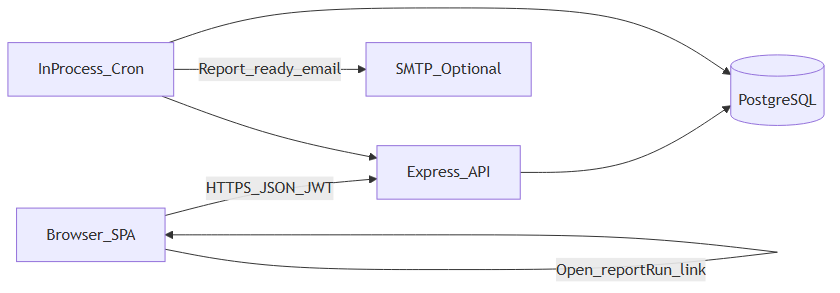 InProcess_Cron
Report_ready_email
SMTP_Optional
PostgreSQL
Express_API
HTTPS_JSON_JWT
Browser_SPA
Open_reportRun_link